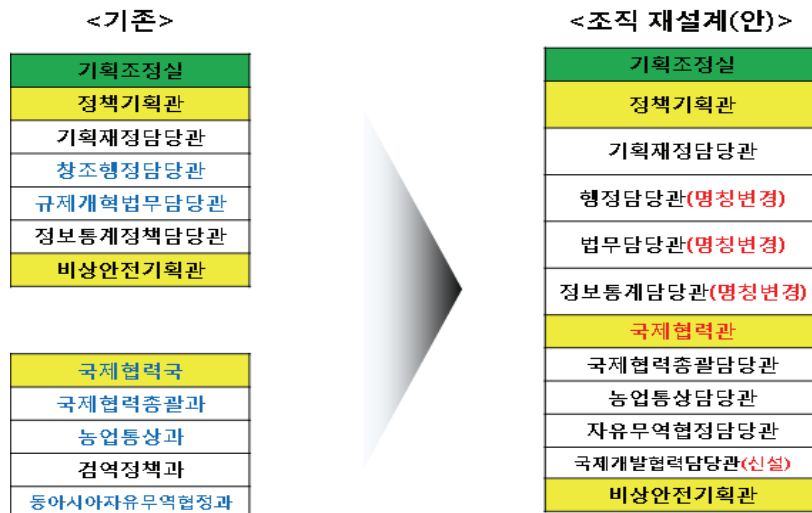 <기존>
기획조정실
정책기획관
기획재정담당관
창조행정담당관
규제개혁법무담당관
정보통계정책담당관
비상안전기획관
국제협력국
국제협력총괄과
농업통상과
검역정책과
동아시아자유무역협정과
<조직 재설계(안)>
기획조정실
정책기획관
기획재정담당관
행정담당관(명칭변경)
법무담당관(명칭변경)
정보통계담당관(명칭변경)
국제협력관
국제협력총괄담당관
농업통상담당관
자유무역협정담당관
국제개발협력담당관(신설)
비상안전기획관